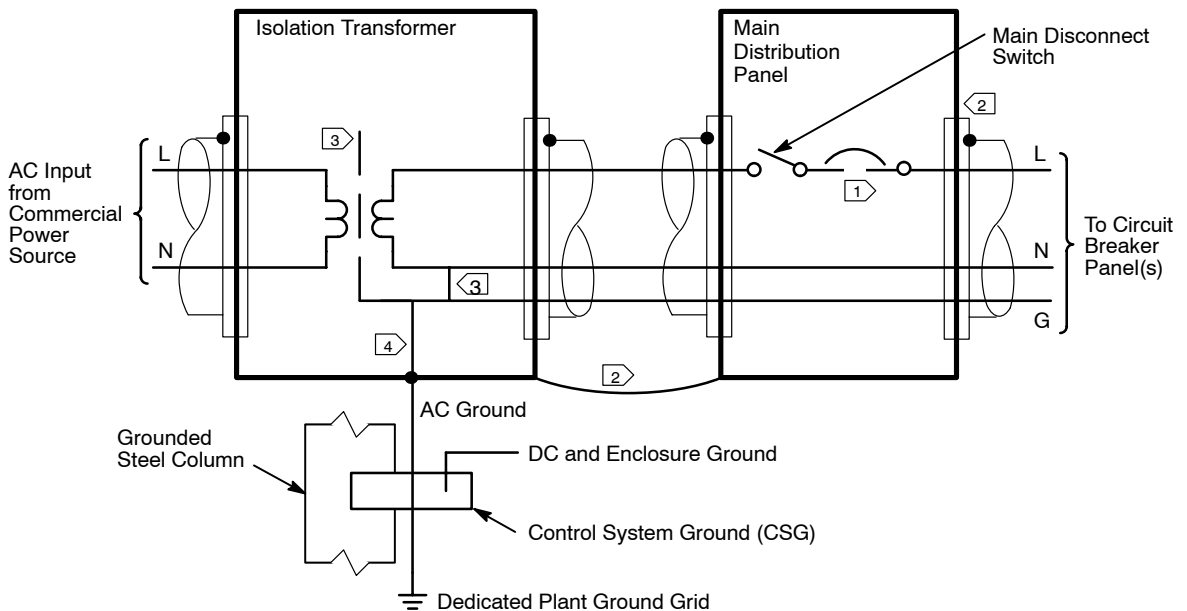 Isolation Transformer
Main
Distribution
Panel
Main Disconnect
Switch
2
3
L
AC Input
from
Commercial
Power
Source
N
1
L
To Circuit
Breaker
Panel(s)
N
3
G
4
2
AC Ground
Grounded
Steel Column
DC and Enclosure Ground
Control System Ground (CSG)
Dedicated Plant Ground Grid